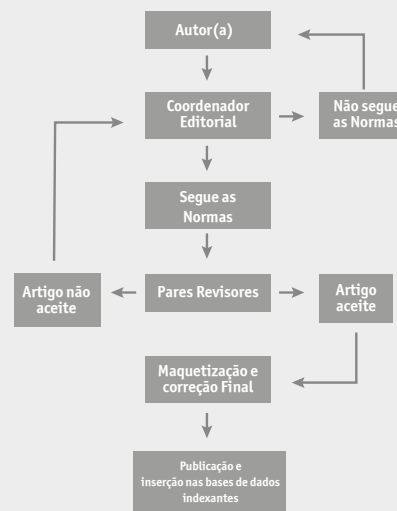 Autor(a)
Coordenador
Editorial
Não segue
as Normas
Segue as
Normas
Artigo não
aceite
Pares Revisores
Artigo
aceite
Maquetização e
correção Final
Publicação e
inserção nas bases de dados
indexantes